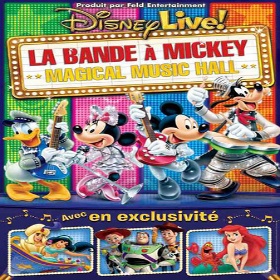 Produit par Feld Entertainment
Disney Live!
LA BANDE À MICKEY
MAGICAL MUSIC HALL
Avec en exclusivité